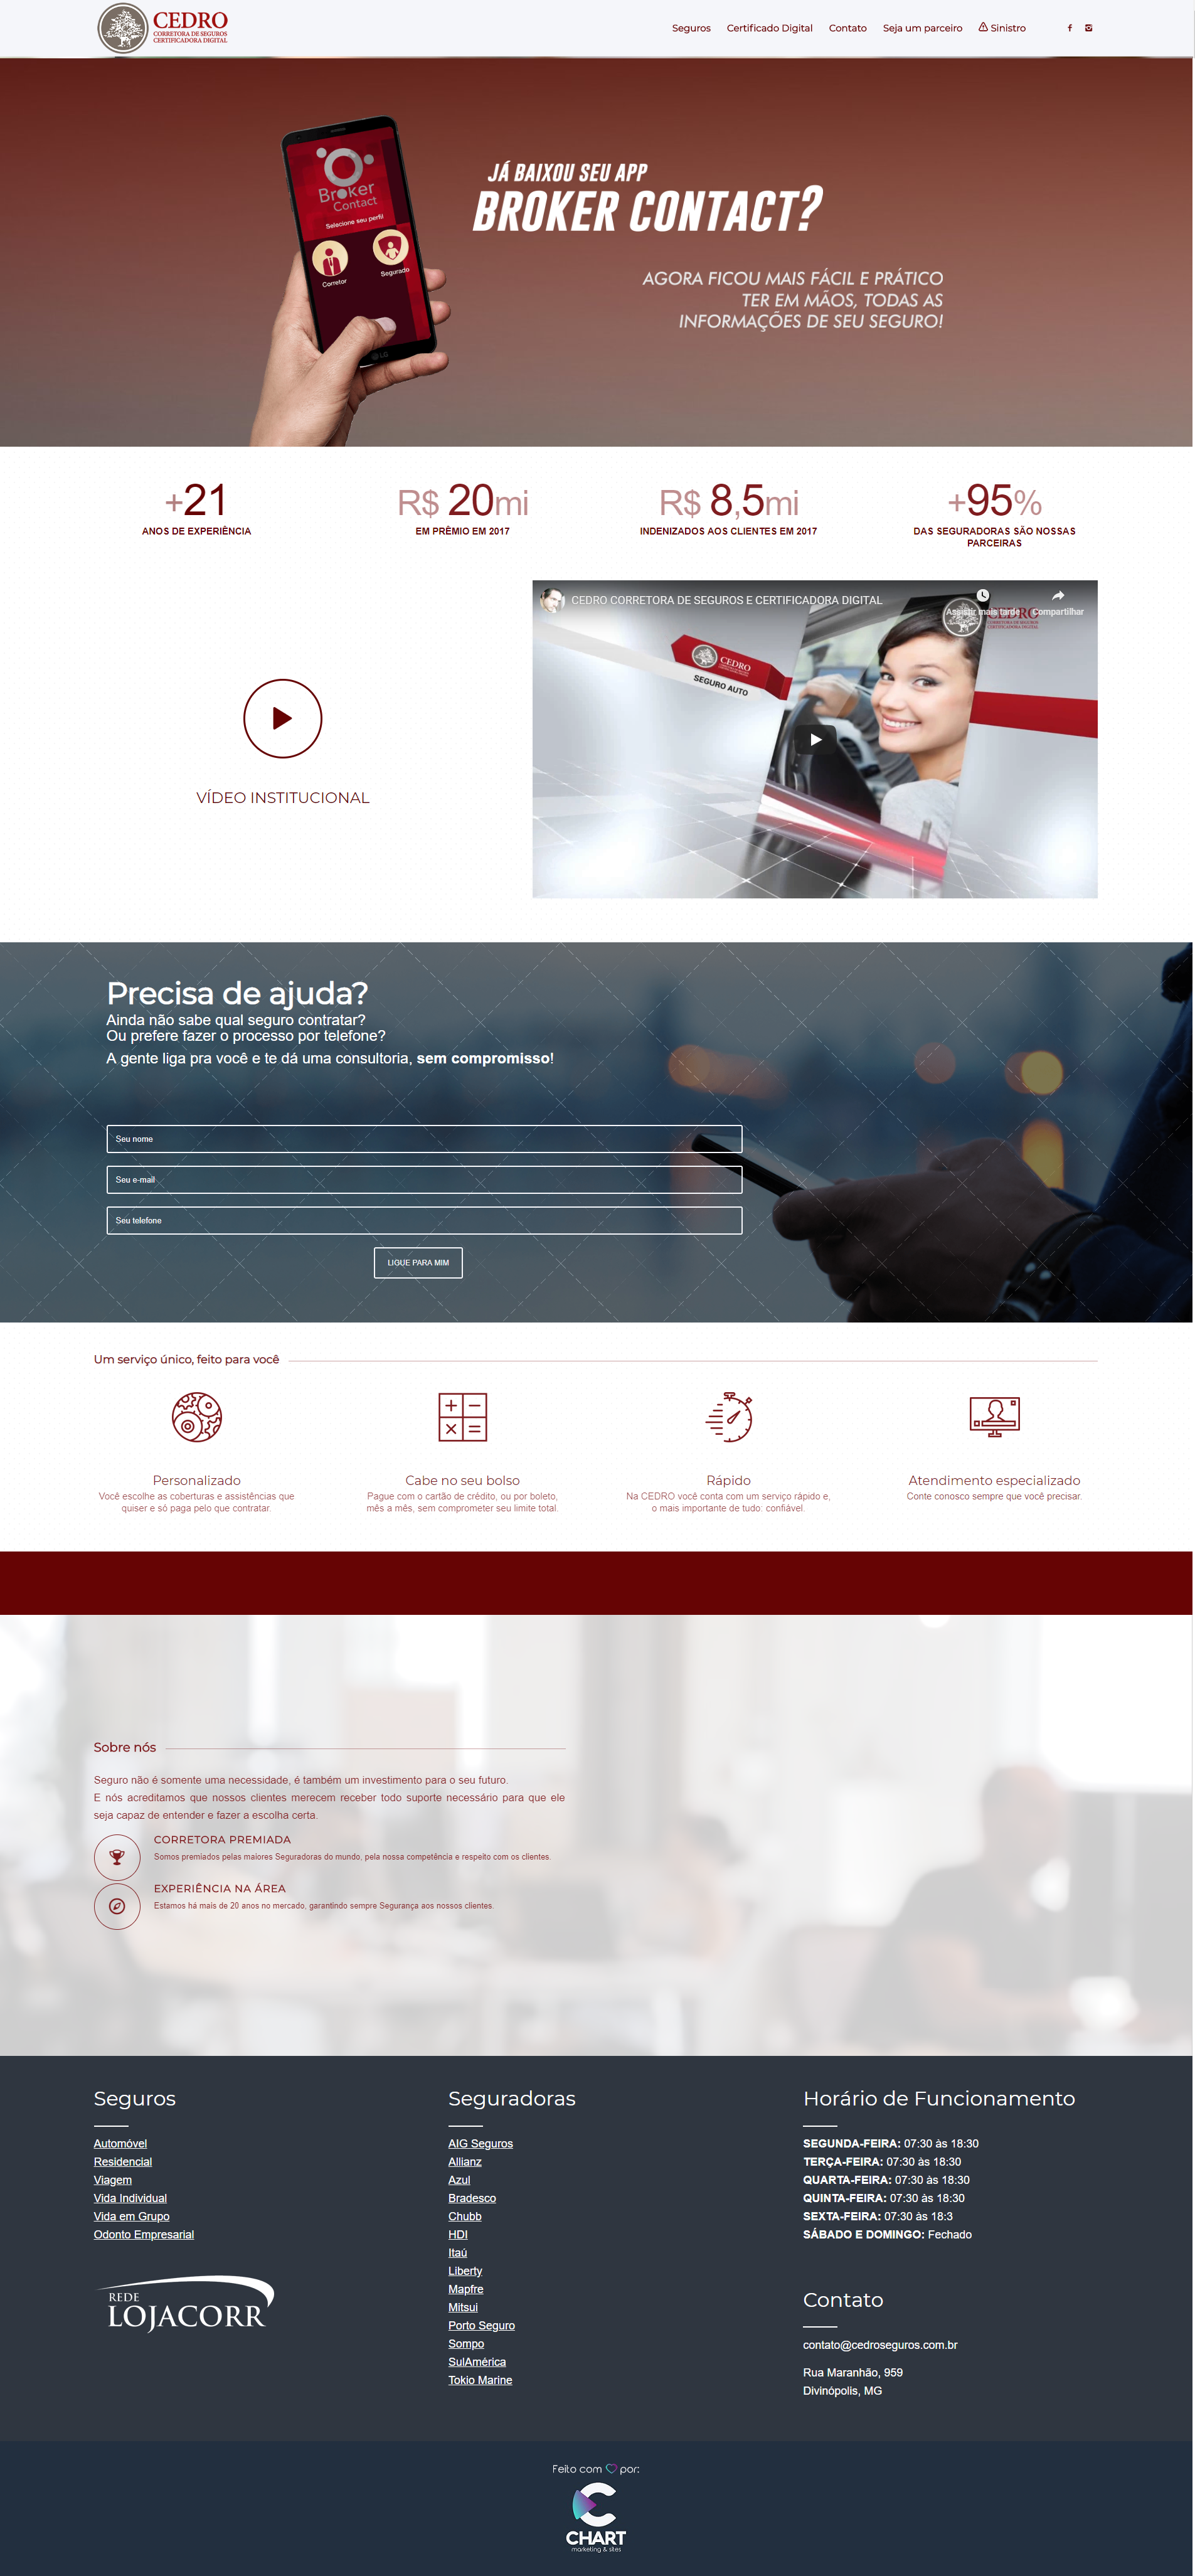 CEDRO
CORRETORA DE SEGUROS
CERTIFICADORA DIGITAL
Seguros
Certificado Digital
Contato
Seja um parceiro
Sinistro
JÁ BAIXOU SEU APP
BROKER CONTACT?
AGORA FICOU MAIS FÁCIL E PRÁTICO
TER EM MÃOS, TODAS AS
INFORMAÇÕES DE SEU SEGURO!
Broker
Contact
Selecione seu perfil
Corretor
Segurado
LG
+21
ANOS DE EXPERIÊNCIA
R$ 20mi
EM PRÊMIO EM 2017
R$ 8,5mi
INDENIZADOS AOS CLIENTES EM 2017
+95%
DAS SEGURADORAS SÃO NOSSAS
PARCEIRAS
VÍDEO INSTITUCIONAL
CEDRO CORRETORA DE SEGUROS E CERTIFICADORA DIGITAL
Assistir mais tarde
Compartilhar
CEDRO
CORRETORA DE SEGUROS
CERTIFICADORA DIGITAL
CEDRO
SEGURO AUTO
Precisa de ajuda?
Ainda não sabe qual seguro contratar?
Ou prefere fazer o processo por telefone?
A gente liga pra você e te dá uma consultoria, sem compromisso!
Seu nome
Seu e-mail
Seu telefone
LIGUE PARA MIM
Um serviço único, feito para você
Personalizado
Você escolhe as coberturas e assistências que
quiser e só paga pelo que contratar.
Cabe no seu bolso
Pague com o cartão de crédito, ou por boleto,
mês a mês, sem comprometer seu limite total.
Rápido
Na CEDRO você conta com um serviço rápido e,
o mais importante de tudo: confiável.
Atendimento especializado
Conte conosco sempre que você precisar.
Sobre nós
Seguro não é somente uma necessidade, é também um investimento para o seu futuro.
E nós acreditamos que nossos clientes merecem receber todo suporte necessário para que ele
seja capaz de entender e fazer a escolha certa.
CORRETORA PREMIADA
Somos premiados pelas maiores Seguradoras do mundo, pela nossa competência e respeito com os clientes.
EXPERIÊNCIA NA ÁREA
Estamos há mais de 20 anos no mercado, garantindo sempre Segurança aos nossos clientes.
Seguros
Automóvel
Residencial
Viagem
Vida Individual
Vida em Grupo
Odonto Empresarial
REDE
LOJACORR
Seguradoras
AIG Seguros
Allianz
Azul
Bradesco
Chubb
HDI
Itaú
Liberty
Mapfre
Mitsui
Porto Seguro
Sompo
SulAmérica
Tokio Marine
Horário de Funcionamento
SEGUNDA-FEIRA: 07:30 às 18:30
TERÇA-FEIRA: 07:30 às 18:30
QUARTA-FEIRA: 07:30 às 18:30
QUINTA-FEIRA: 07:30 às 18:30
SEXTA-FEIRA: 07:30 às 18:3
SÁBADO E DOMINGO: Fechado
Contato
contato@cedroseguros.com.br
Rua Maranhão, 959
Divinópolis, MG
Feito com por:
CHART
marketing & sites